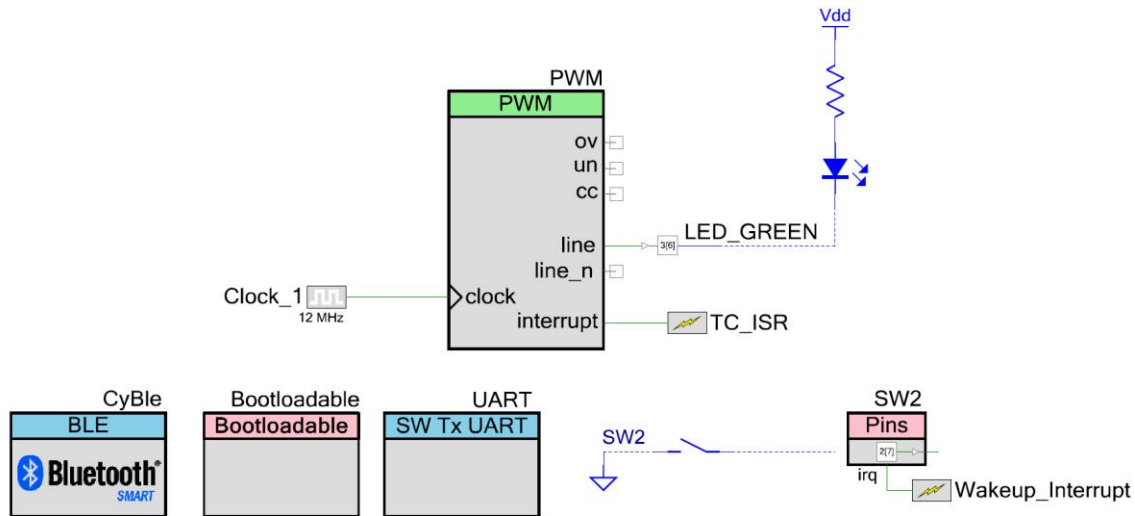 Vdd
PWM
PWM
ov
un
cc
line
3[6]
LED_GREEN
line_n
Clock_1
12 MHz
clock
interrupt
TC_ISR
CyBle
BLE
Bluetooth®
SMART
Bootloadable
Bootloadable
UART
SW Tx UART
SW2
SW2
Pins
2[7]
irq
Wakeup_Interrupt